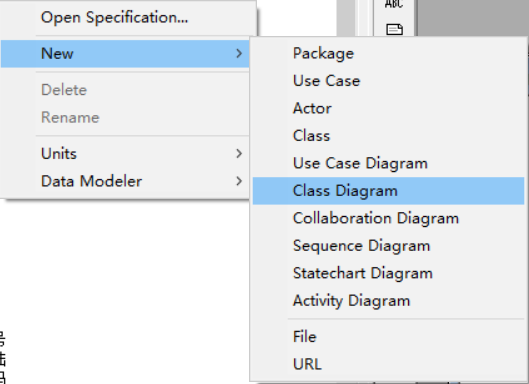 Open Specification...
New
Delete
Rename
Units
Data Modeler
ABC
Package
Use Case
Actor
Class
Use Case Diagram
Class Diagram
Collaboration Diagram
Sequence Diagram
Statechart Diagram
Activity Diagram
File
URL